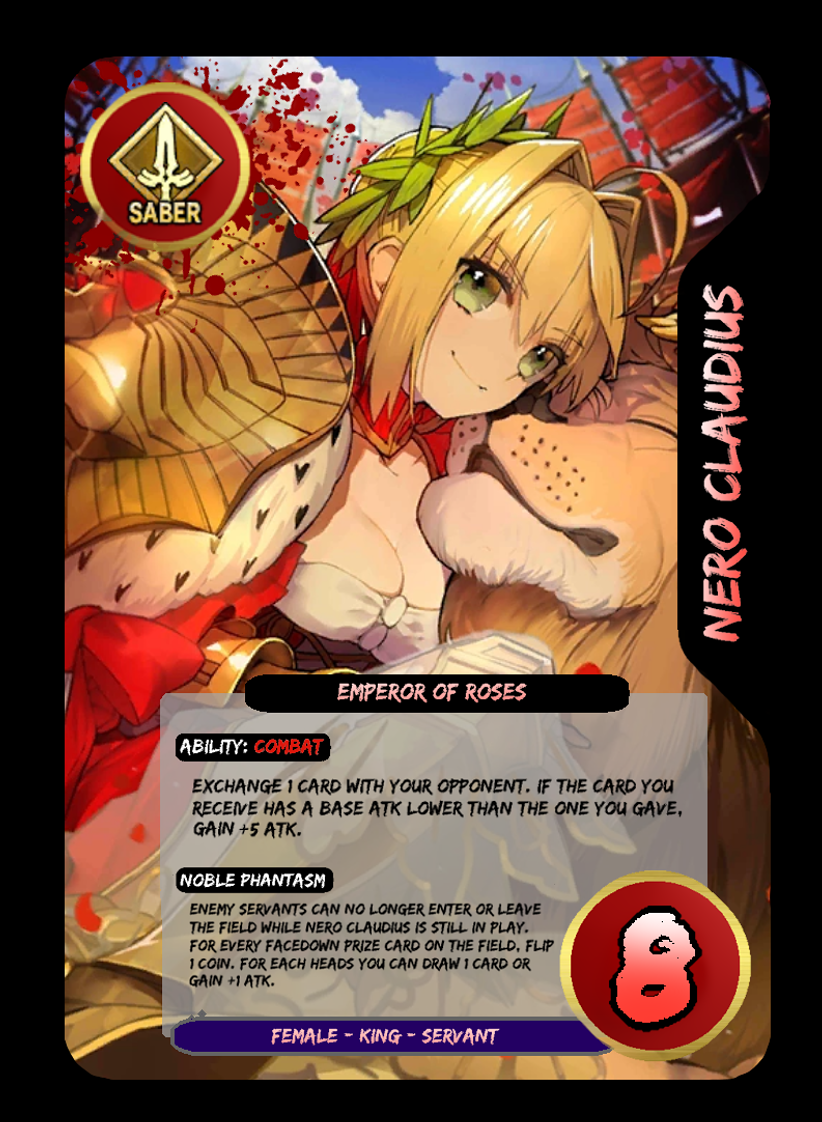 SABER
NERO CLAUDIUS
EMPEROR OF ROSES
ABILITY: COMBAT
EXCHANGE 1 CARD WITH YOUR OPPONENT. IF THE CARD YOU
RECEIVE HAS A BASE ATK LOWER THAN THE ONE YOU GAVE,
GAIN +5 ATK.
NOBLE PHANTASM
ENEMY SERVANTS CAN NO LONGER ENTER OR LEAVE
THE FIELD WHILE NERO CLAUDIUS IS STILL IN PLAY.
FOR EVERY FACEDOWN PRIZE CARD ON THE FIELD, FLIP
1 COIN. FOR EACH HEADS YOU CAN DRAW 1 CARD OR
GAIN +1 ATK.
8
FEMALE - KING - SERVANT